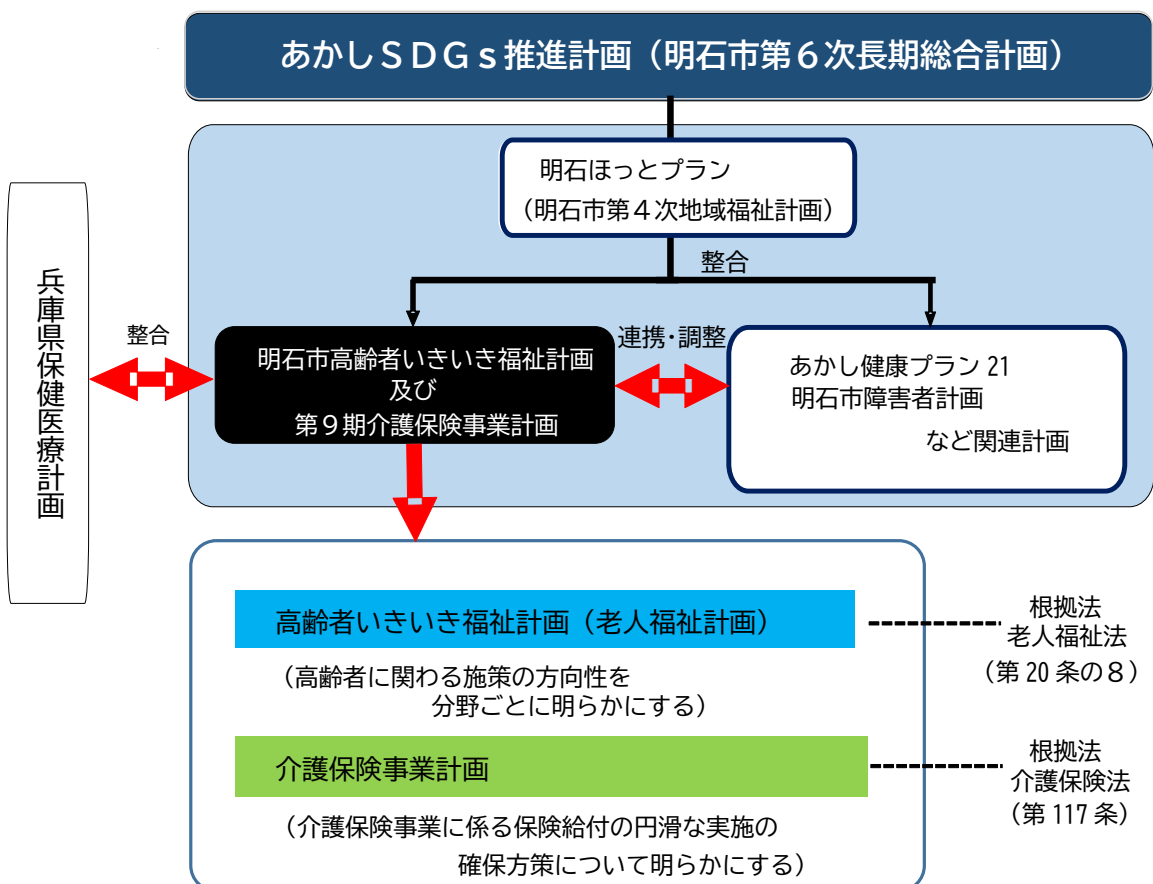 あかしＳＤＧｓ推進計画（明石市第６次長期総合計画）
明石ほっとプラン
（明石市第４次地域福祉計画）
整合
兵庫県保健医療計画
整合
明石市高齢者いきいき福祉計画
及び
第９期介護保険事業計画
連携・調整
あかし健康プラン 21
明石市障害者計画
など関連計画
高齢者いきいき福祉計画（老人福祉計画）
（高齢者に関わる施策の方向性を
分野ごとに明らかにする）
根拠法
老人福祉法
（第 20 条の８）
介護保険事業計画
（介護保険事業に係る保険給付の円滑な実施の
確保方策について明らかにする）
根拠法
介護保険法
（第 117 条）